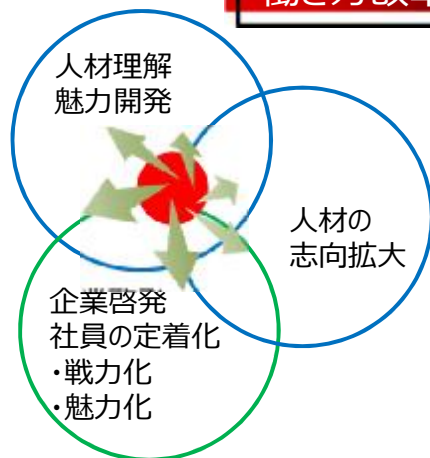 人材理解
魅力開発
人材の
志向拡大
企業啓発
社員の定着化
・戦力化
・魅力化